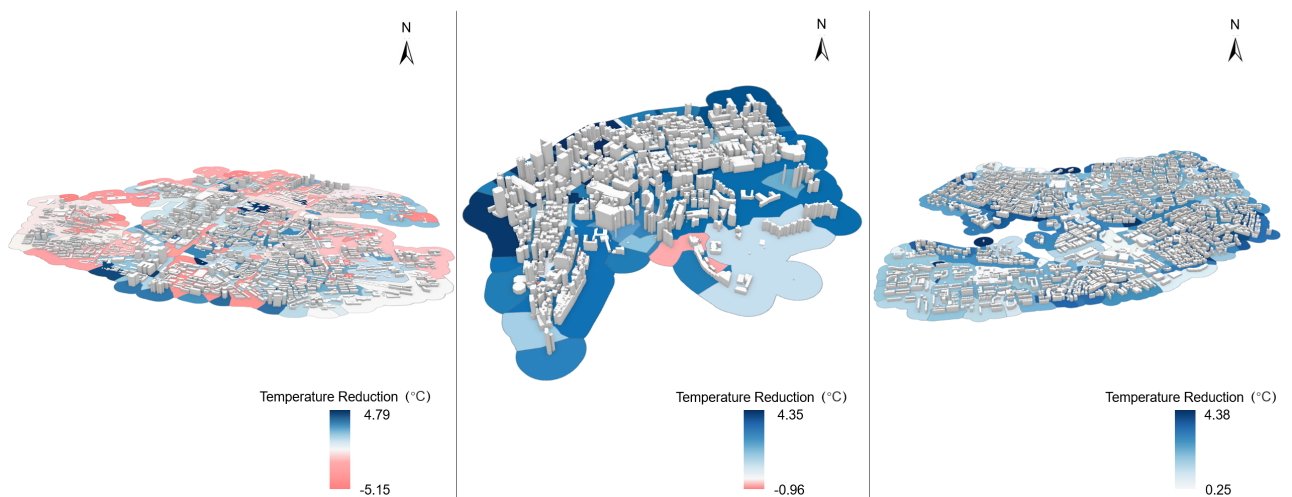 N
N
N
Temperature Reduction (°C)
4.79
-5.15
Temperature Reduction (°C)
4.35
-0.96
Temperature Reduction (°C)
4.38
0.25